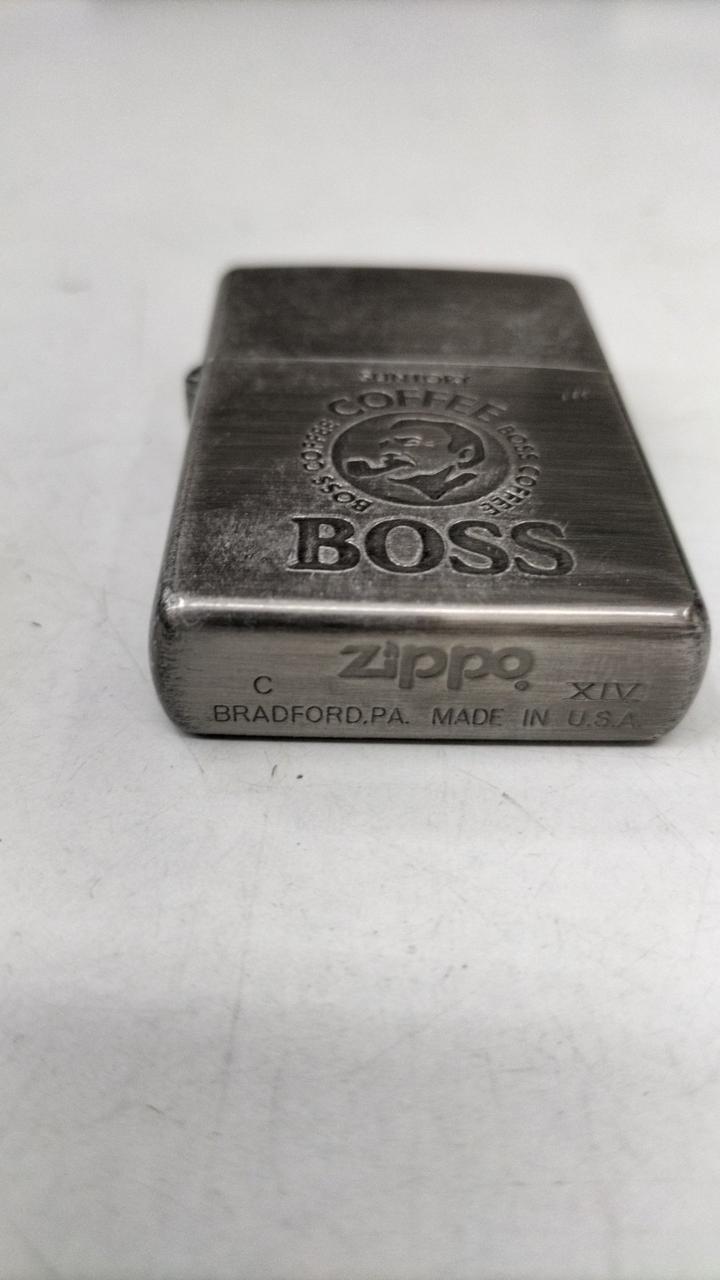 SUNTORY
COFFEE
BOSS COFFEE
BOSS COFFEE
BOSS
zippo
C XIV
BRADFORD,PA. MADE IN U.S.A.